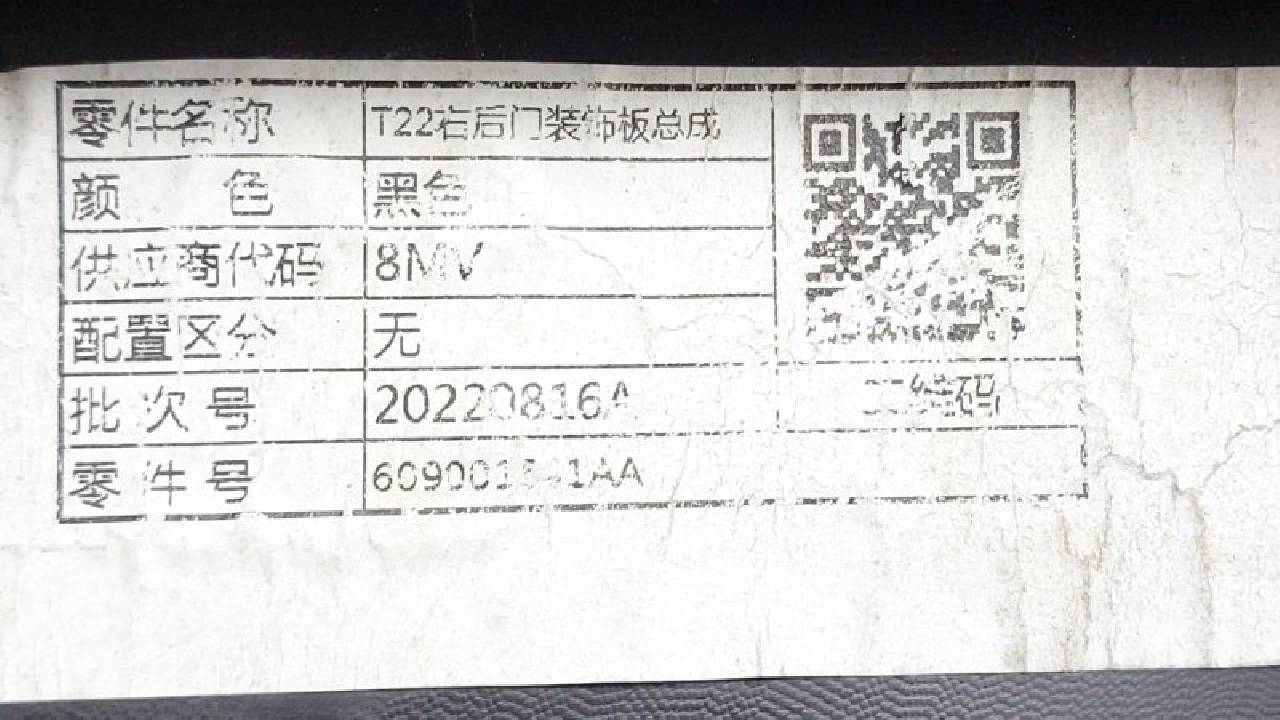 零件名称 T22右后门装饰板总成
颜 色 黑色
供应商代码 8MV
配置区分 无
批次号 20220816A
二维码
零件号